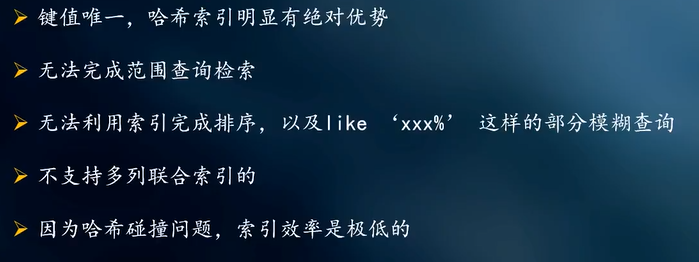 键值唯一，哈希索引明显有绝对优势
无法完成范围查询检索
无法利用索引完成排序，以及like ‘xxx%’ 这样的部分模糊查询
不支持多列联合索引的
因为哈希碰撞问题，索引效率是极低的